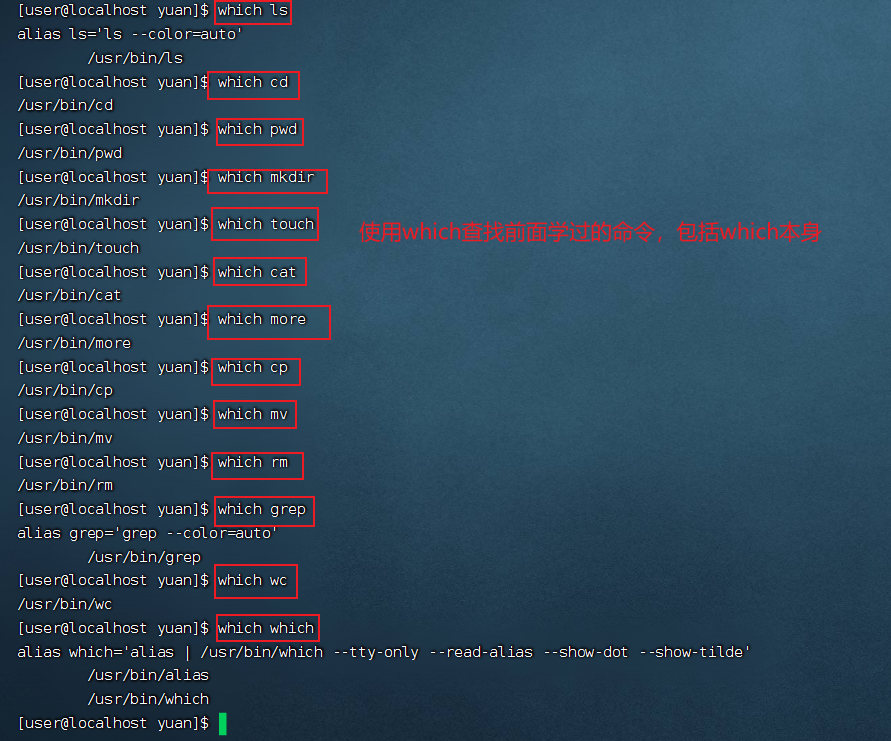 [user@localhost yuan]$ which ls
alias ls='ls --color=auto'
/usr/bin/ls
[user@localhost yuan]$ which cd
/usr/bin/cd
[user@localhost yuan]$ which pwd
/usr/bin/pwd
[user@localhost yuan]$ which mkdir
/usr/bin/mkdir
[user@localhost yuan]$ which touch
使用which查找前面学过的命令，包括which本身
/usr/bin/touch
[user@localhost yuan]$ which cat
/usr/bin/cat
[user@localhost yuan]$ which more
/usr/bin/more
[user@localhost yuan]$ which cp
/usr/bin/cp
[user@localhost yuan]$ which mv
/usr/bin/mv
[user@localhost yuan]$ which rm
/usr/bin/rm
[user@localhost yuan]$ which grep
alias grep='grep --color=auto'
/usr/bin/grep
[user@localhost yuan]$ which wc
/usr/bin/wc
[user@localhost yuan]$ which which
alias which='alias | /usr/bin/which --tty-only --read-alias --show-dot --show-tilde'
/usr/bin/alias
/usr/bin/which
[user@localhost yuan]$